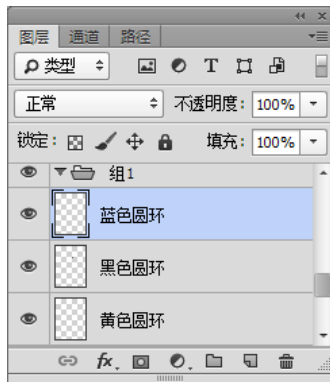 图层 通道 路径
类型 T
正常 不透明度: 100%
锁定: 填充: 100%
组1
蓝色圆环
黑色圆环
黄色圆环
fx.